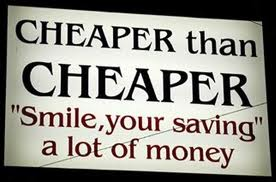 CHEAPER than
CHEAPER
"Smile,your saving"
a lot of money